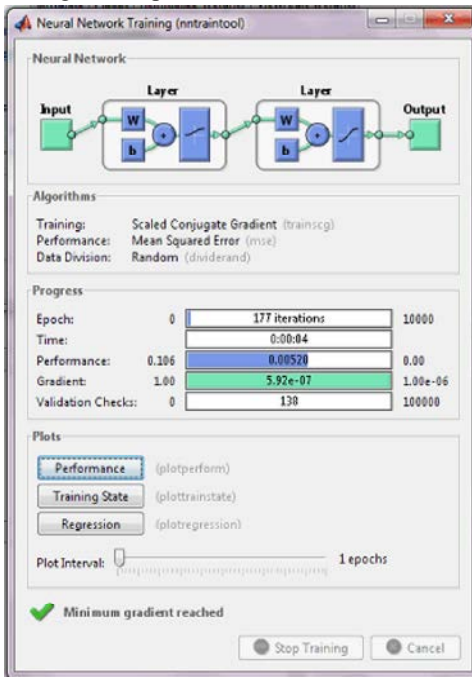 Neural Network Training (nntraintool)
Neural Network
Layer Layer
Input Output
W W
b b
Algorithms
Training: Scaled Conjugate Gradient (trainscg)
Performance: Mean Squared Error (mse)
Data Division: Random (dividerand)
Progress
Epoch: 0 177 iterations 10000
Time: 0:00:04
Performance: 0.106 0.00520 0.00
Gradient: 1.00 5.92e-07 1.00e-06
Validation Checks: 0 138 100000
Plots
Performance (plotperform)
Training State (plottrainstate)
Regression (plotregression)
Plot Interval: 1 epochs
Minimum gradient reached
Stop Training Cancel